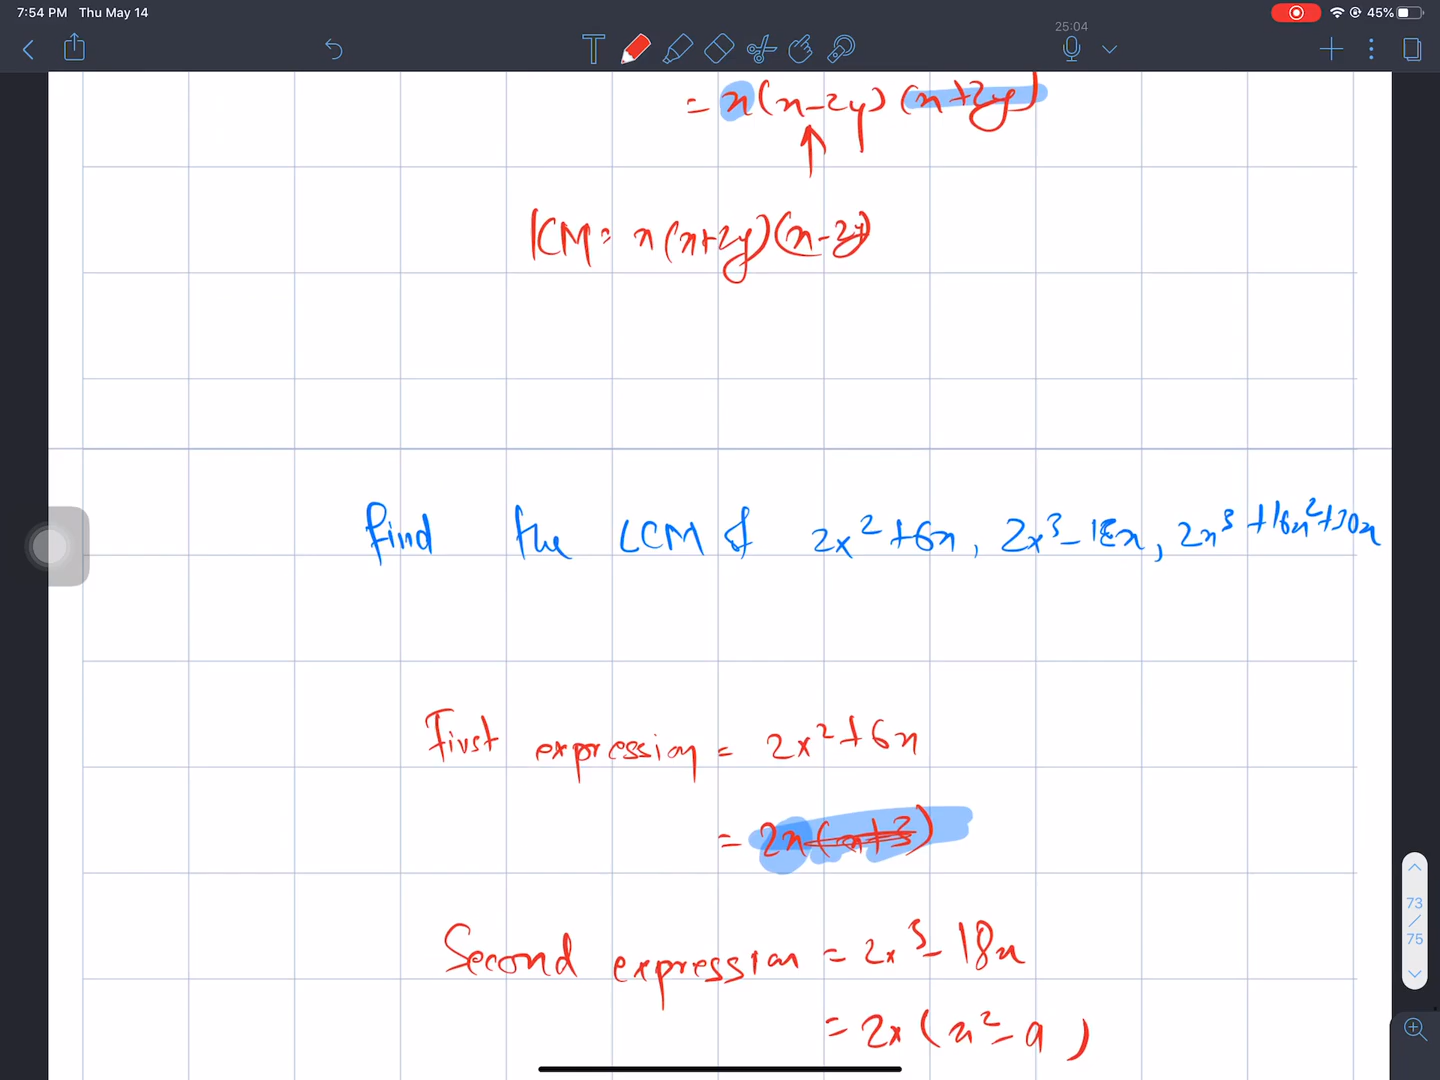 7:54 PM Thu May 14
45%
25:04
= x(x-2y)(x+2y)
LCM = x(x+2y)(x-2y)
find the LCM of 2x²+6x, 2x³-18x, 2x³+16x²+30x
First expression = 2x²+6x
= 2x(x+3)
73
/
75
Second expression = 2x³-18x
= 2x(x²-9)